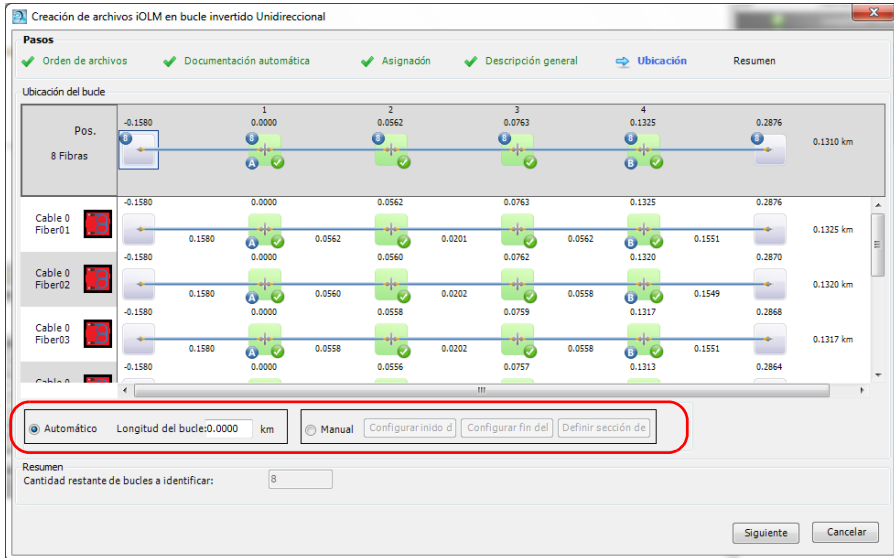 Creación de archivos iOLM en bucle invertido Unidireccional
Pasos
Orden de archivos Documentación automática Asignación Descripción general Ubicación Resumen
Ubicación del bucle
1 2 3 4
Pos. -0.1580 0.0000 0.0562 0.0763 0.1325 0.2876
8 8 8 8 8 8
8 Fibras 0.1310 km
A B
-0.1580 0.0000 0.0562 0.0763 0.1325 0.2876
Cable 0
Fiber01 0.1325 km
0.1580 A 0.0562 0.0201 0.0562 B 0.1551
-0.1580 0.0000 0.0560 0.0762 0.1320 0.2870
Cable 0
Fiber02 0.1320 km
0.1580 A 0.0560 0.0202 0.0558 B 0.1549
-0.1580 0.0000 0.0558 0.0759 0.1317 0.2868
Cable 0
Fiber03 0.1317 km
0.1580 A 0.0558 0.0202 0.0558 B 0.1551
-0.1580 0.0000 0.0556 0.0757 0.1313 0.2864
Cable 0
Automático Longitud del bucle:0.0000 km Manual Configurar inicio d Configurar fin del Definir sección de
Resumen
Cantidad restante de bucles a identificar: 8
Siguiente Cancelar